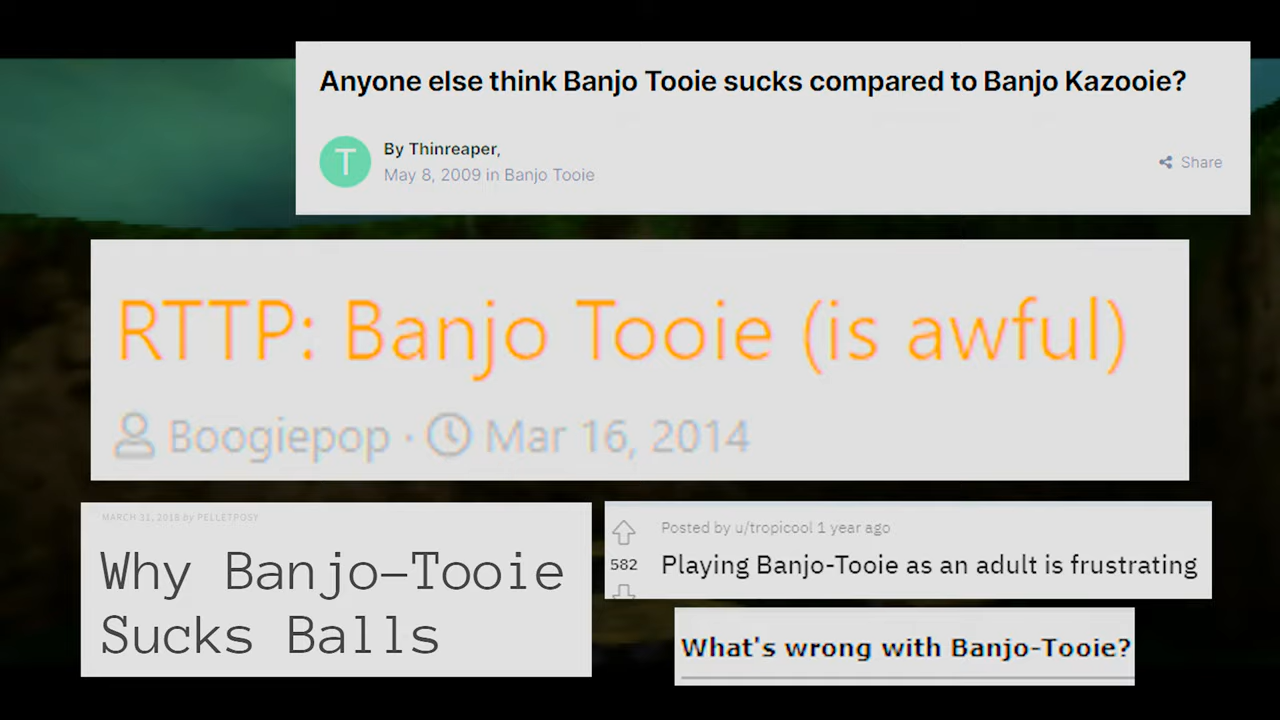 Anyone else think Banjo Tooie sucks compared to Banjo Kazooie?
T
By Thinreaper,
May 8, 2009 in Banjo Tooie
Share
RTTP: Banjo Tooie (is awful)
Boogiepop · Mar 16, 2014
MARCH 31, 2018 by PELLETPOSY
Why Banjo-Tooie
Sucks Balls
Posted by u/tropicool 1 year ago
582
Playing Banjo-Tooie as an adult is frustrating
What's wrong with Banjo-Tooie?